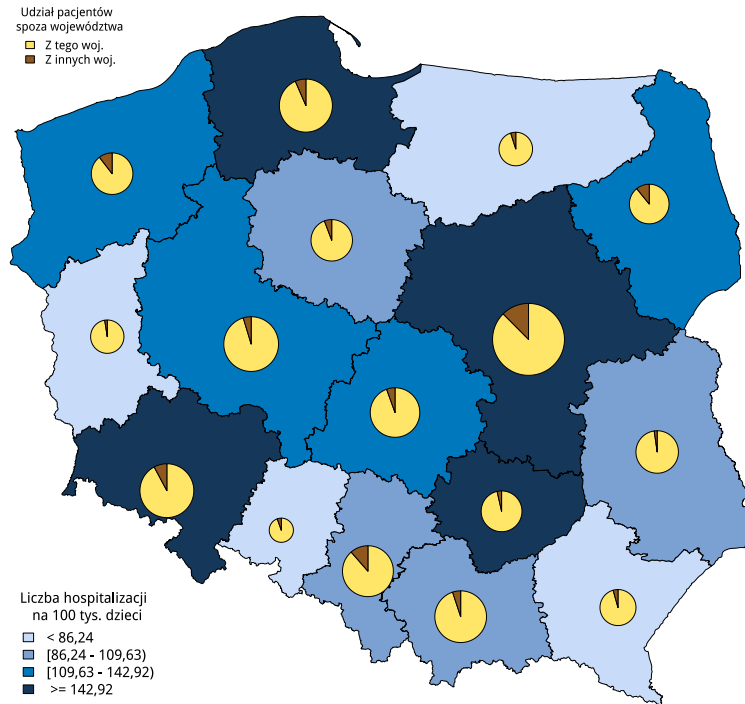 Udział pacjentów
spoza województwa
Z tego woj.
Z innych woj.
Liczba hospitalizacji
na 100 tys. dzieci
< 86,24
[86,24 - 109,63)
[109,63 - 142,92)
>= 142,92